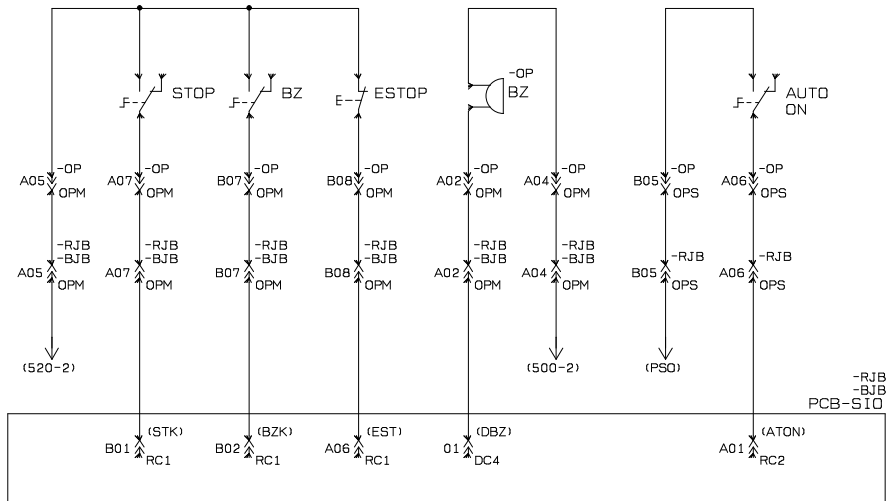 STOP BZ ESTOP -OP BZ AUTO ON
-OP -OP -OP -OP -OP -OP -OP -OP
A05 A07 B07 B08 A02 A04 B05 A06
OPM OPM OPM OPM OPM OPM OPS OPS
-RJB -RJB -RJB -RJB -RJB -RJB -RJB -RJB
-BJB -BJB -BJB -BJB -BJB -BJB
A05 A07 B07 B08 A02 A04 B05 A06
OPM OPM OPM OPM OPM OPM OPS OPS
(520-2) (500-2) (PS0)
-RJB
-BJB
PCB-SIO
(STK) (BZK) (EST) (DBZ) (ATON)
B01 B02 A06 01 A01
RC1 RC1 RC1 DC4 RC2